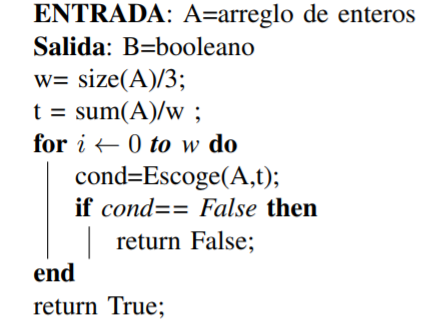 ENTRADA: A=arreglo de enteros
Salida: B=booleano
w= size(A)/3;
t = sum(A)/w ;
for i ← 0 to w do
cond=Escoge(A,t);
if cond== False then
return False;
end
return True;